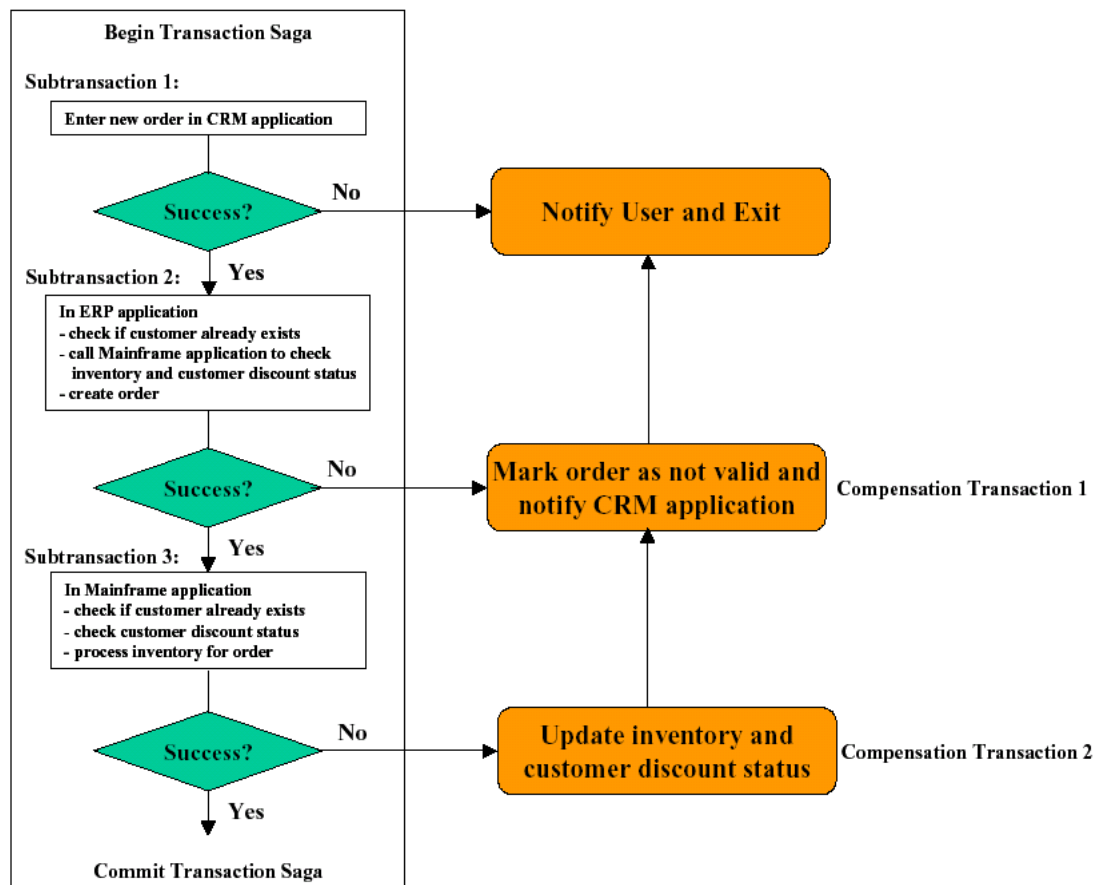 Begin Transaction Saga
Subtransaction 1:
Enter new order in CRM application
Success?
No
Notify User and Exit
Yes
Subtransaction 2:
In ERP application
- check if customer already exists
- call Mainframe application to check
inventory and customer discount status
- create order
Success?
No
Mark order as not valid and
notify CRM application
Compensation Transaction 1
Yes
Subtransaction 3:
In Mainframe application
- check if customer already exists
- check customer discount status
- process inventory for order
Success?
No
Update inventory and
customer discount status
Compensation Transaction 2
Yes
Commit Transaction Saga